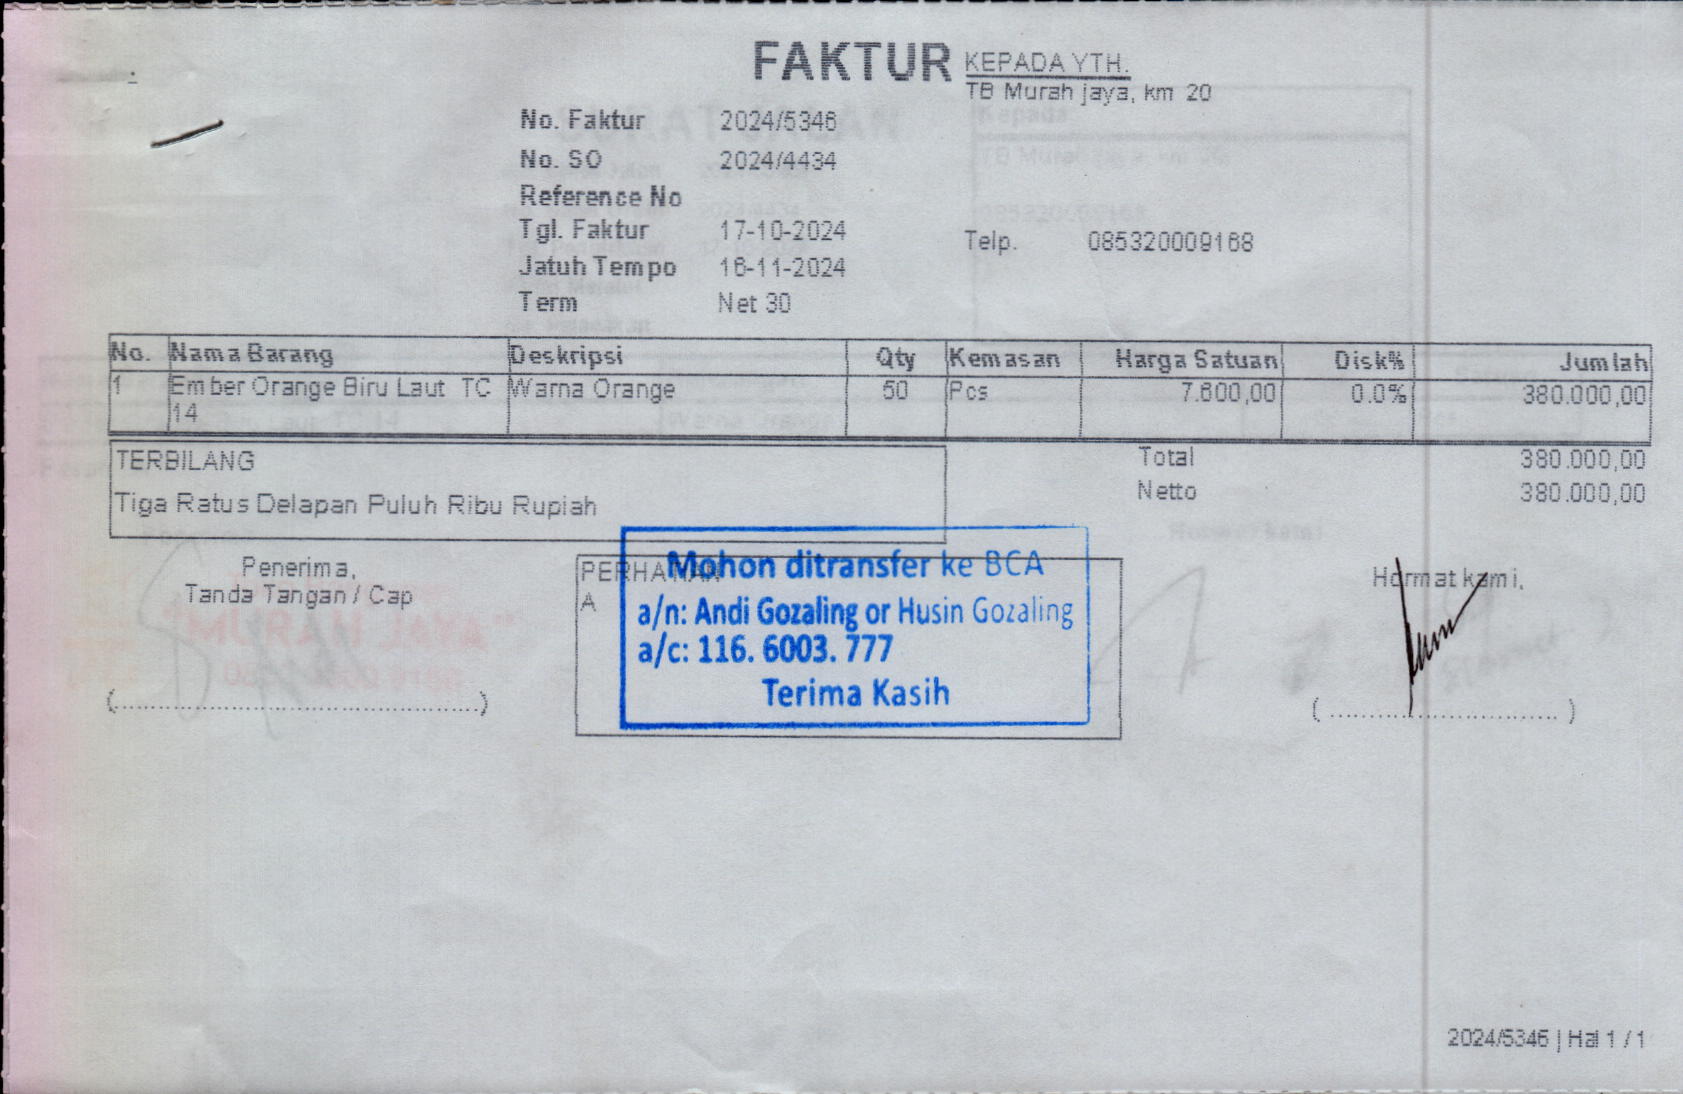 FAKTUR
KEPADA YTH.
TB Murah jaya, km 20
No. Faktur 2024/5346
No. SO 2024/4434
Reference No
Tgl. Faktur 17-10-2024
Telp. 085320009168
Jatuh Tempo 16-11-2024
Term Net 30
No. Nama Barang Deskripsi Qty Kemasan Harga Satuan Disk% Jumlah
1 Ember Orange Biru Laut TC Warna Orange 50 Pcs 7.600,00 0.0% 380.000,00
14
TERBILANG
Total 380.000,00
Netto 380.000,00
Tiga Ratus Delapan Puluh Ribu Rupiah
Penerima,
Tanda Tangan / Cap
(........................................)
PERHATIAN
A
Mohon ditransfer ke BCA
a/n: Andi Gozaling or Husin Gozaling
a/c: 116. 6003. 777
Terima Kasih
Hormat kami,
(..............................)
"MURAH JAYA"
2024/5346 | Hal 1 / 1